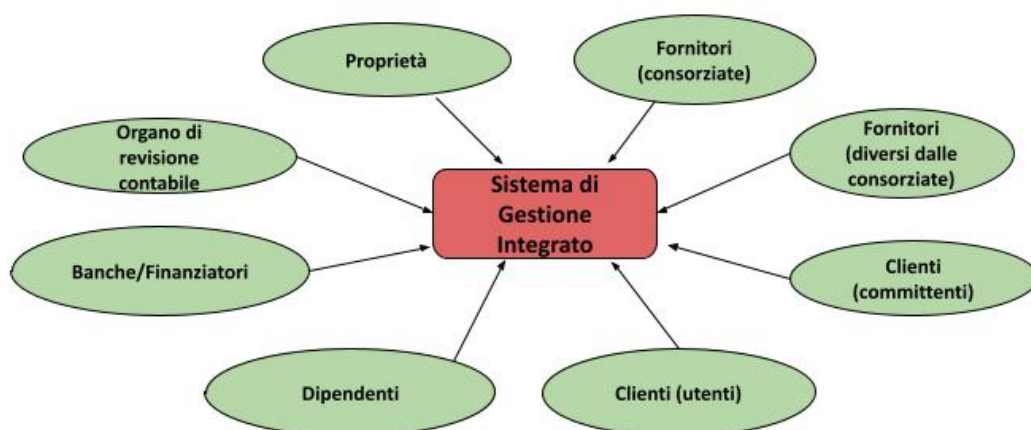 Proprietà
Fornitori
(consorziate)
Organo di
revisione
contabile
Fornitori
(diversi dalle
consorziate)
Sistema di
Gestione
Integrato
Banche/Finanziatori
Clienti
(committenti)
Dipendenti
Clienti (utenti)